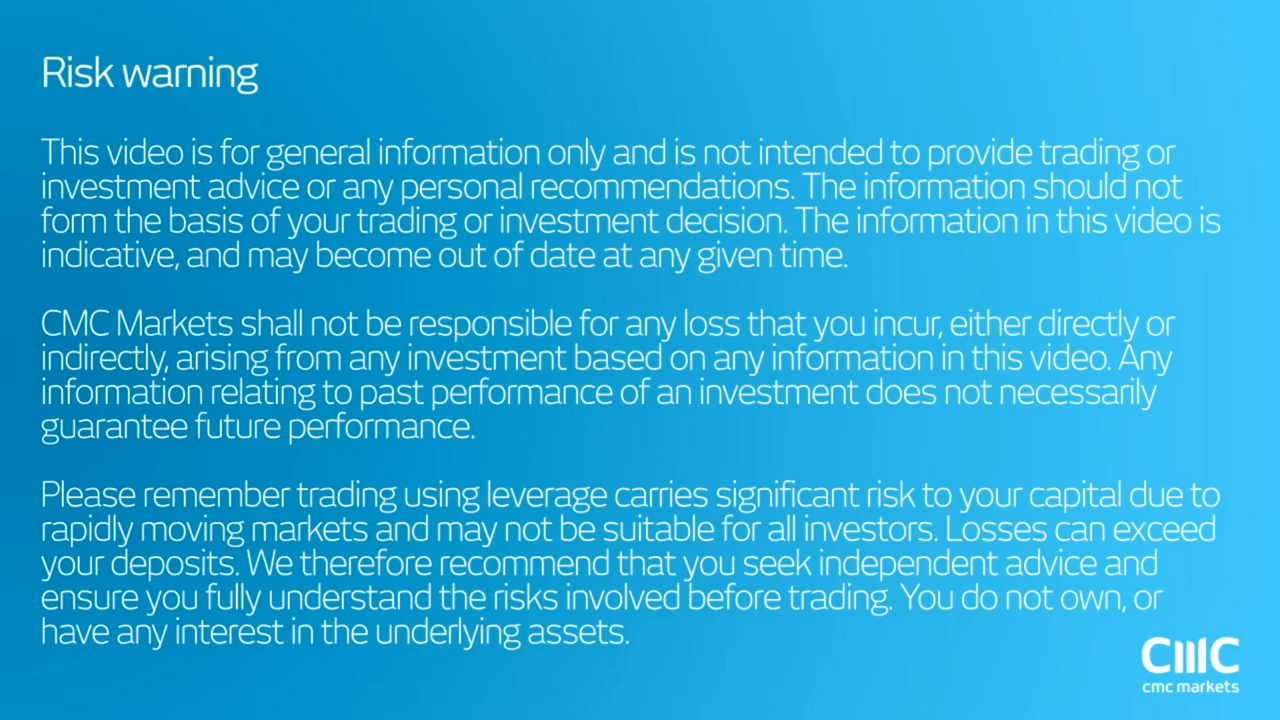 Risk warning
This video is for general information only and is not intended to provide trading or
investment advice or any personal recommendations. The information should not
form the basis of your trading or investment decision. The information in this video is
indicative, and may become out of date at any given time.
CMC Markets shall not be responsible for any loss that you incur, either directly or
indirectly, arising from any investment based on any information in this video. Any
information relating to past performance of an investment does not necessarily
guarantee future performance.
Please remember trading using leverage carries significant risk to your capital due to
rapidly moving markets and may not be suitable for all investors. Losses can exceed
your deposits. We therefore recommend that you seek independent advice and
ensure you fully understand the risks involved before trading. You do not own, or
have any interest in the underlying assets.
CMC
cmc markets